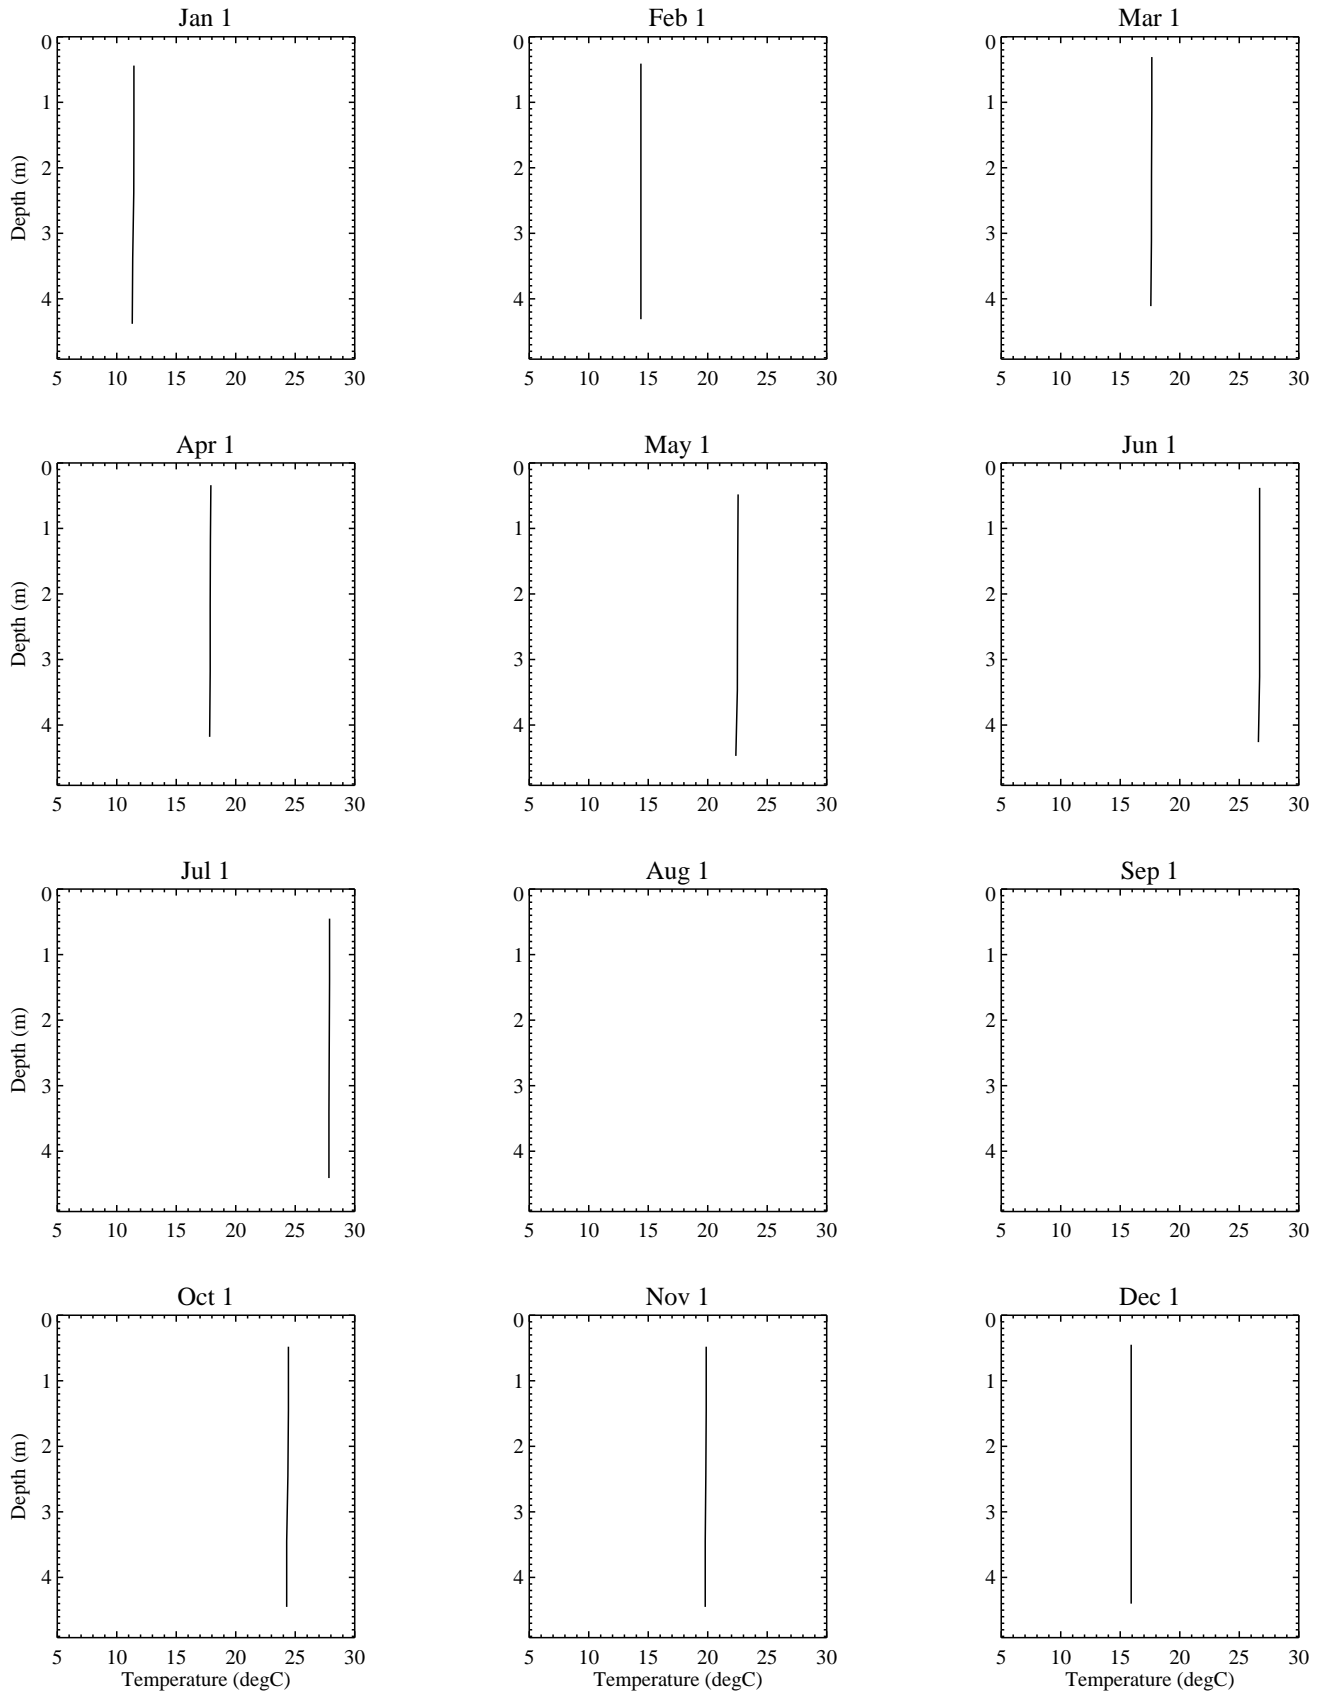 Jan 1 Feb 1 Mar 1
0 0 0
1 1 1
2 2 2
Depth (m)
3 3 3
4 4 4
5 10 15 20 25 30 5 10 15 20 25 30 5 10 15 20 25 30
Apr 1 May 1 Jun 1
0 0 0
1 1 1
2 2 2
Depth (m)
3 3 3
4 4 4
5 10 15 20 25 30 5 10 15 20 25 30 5 10 15 20 25 30
Jul 1 Aug 1 Sep 1
0 0 0
1 1 1
2 2 2
Depth (m)
3 3 3
4 4 4
5 10 15 20 25 30 5 10 15 20 25 30 5 10 15 20 25 30
Oct 1 Nov 1 Dec 1
0 0 0
1 1 1
2 2 2
Depth (m)
3 3 3
4 4 4
5 10 15 20 25 30 5 10 15 20 25 30 5 10 15 20 25 30
Temperature (degC) Temperature (degC) Temperature (degC)